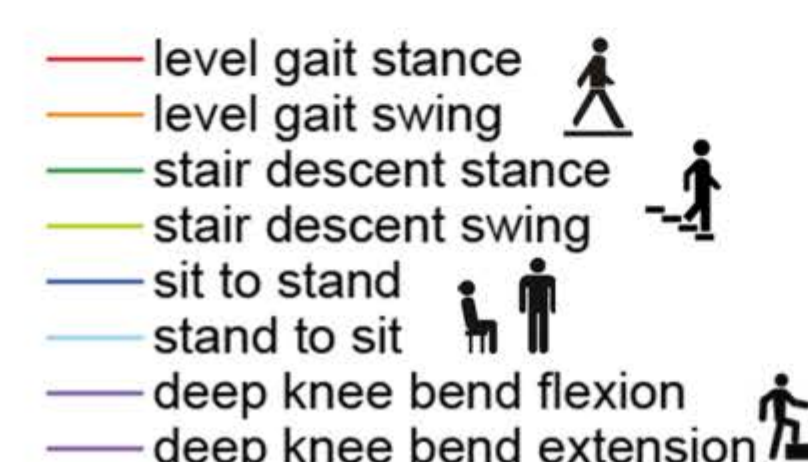 level gait stance
level gait swing
stair descent stance
stair descent swing
sit to stand
stand to sit
deep knee bend flexion
deep knee bend extension